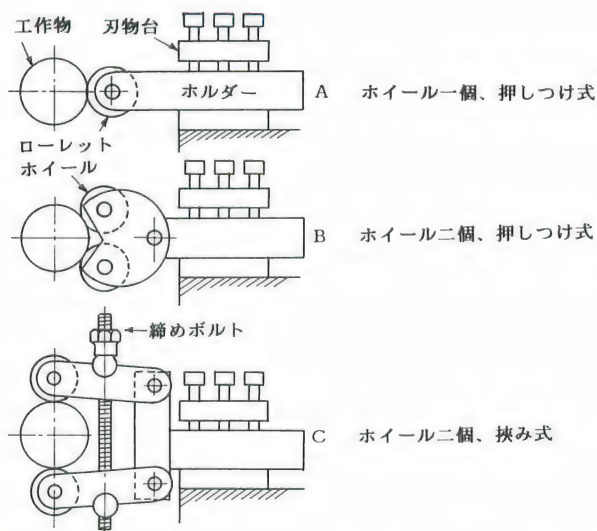 工作物
刃物台
ホルダー
A ホイール一個、押しつけ式
ローレット
ホイール
B ホイール二個、押しつけ式
締めボルト
C ホイール二個、挾み式